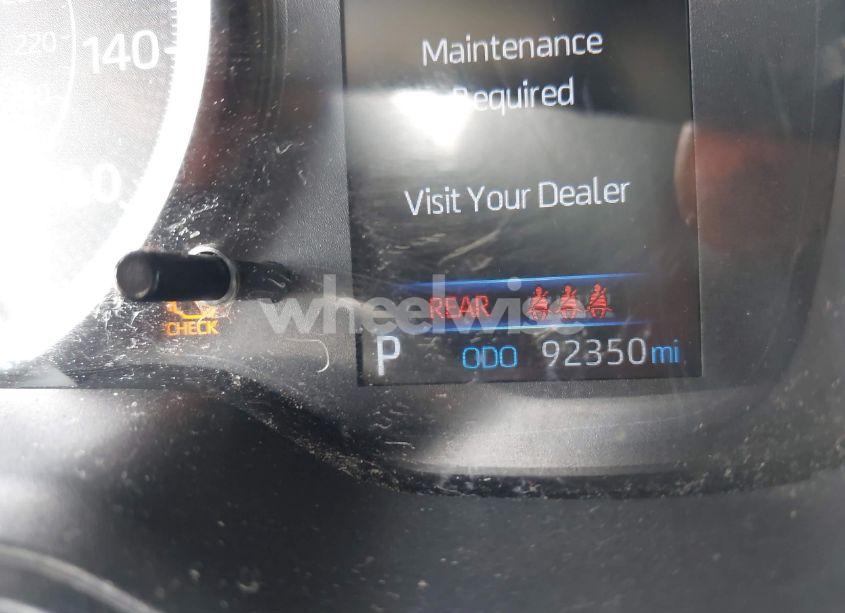 220
140
Maintenance
Required
Visit Your Dealer
REAR
CHECK
P ODO 92350 mi
wheelwise